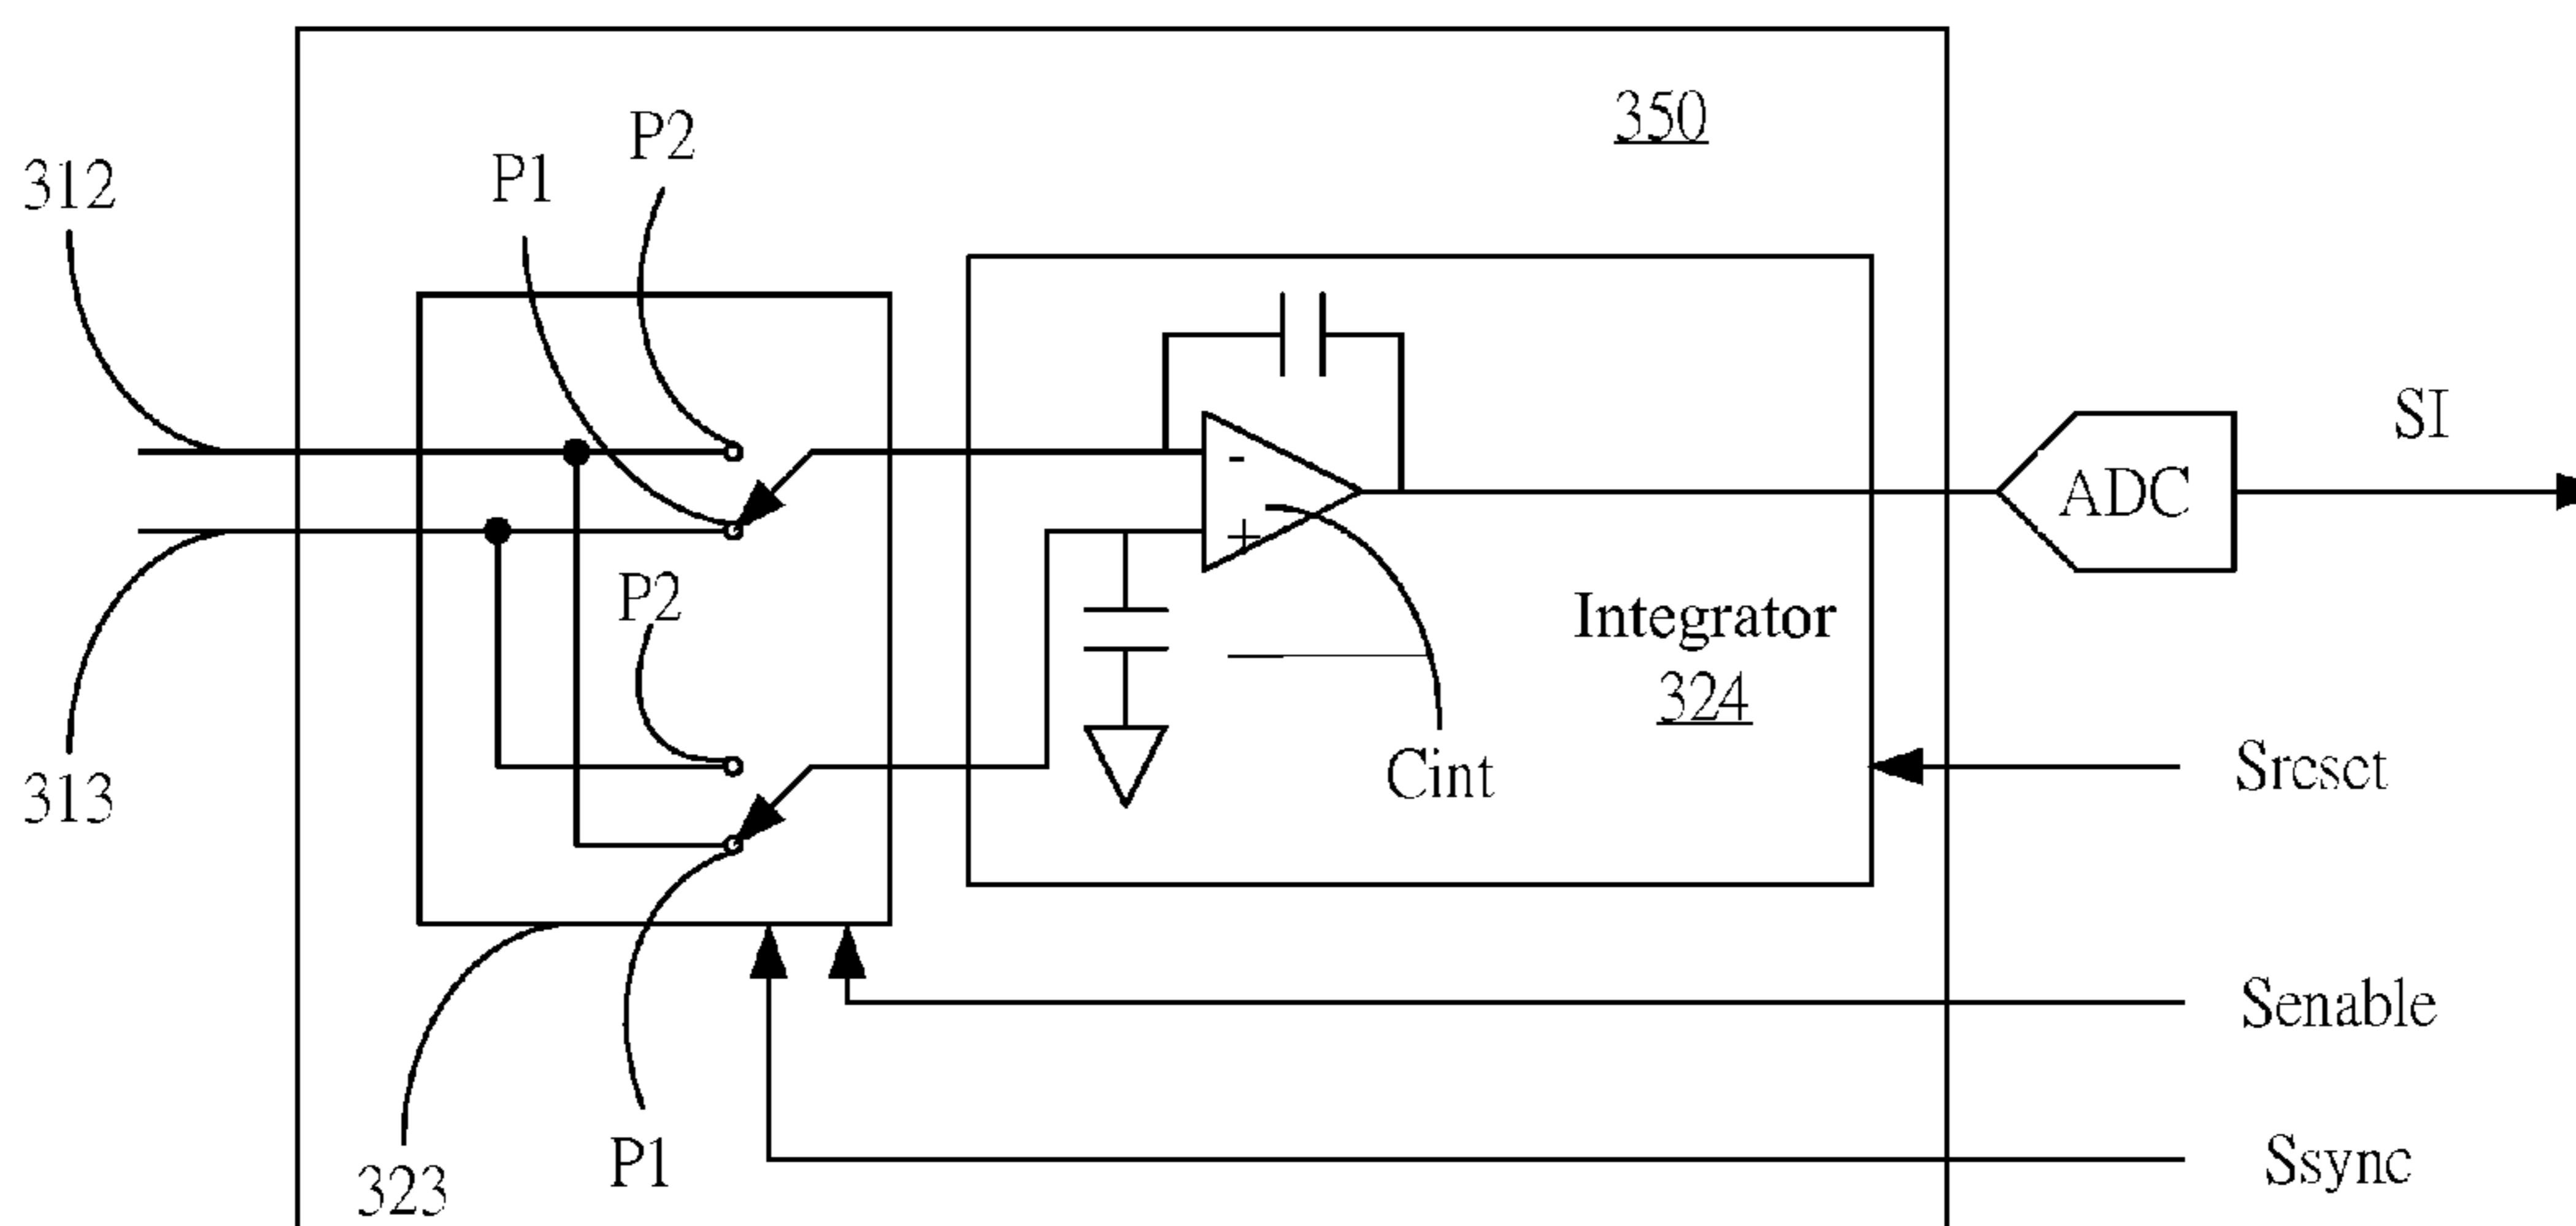 350
P2
P1
312
SI
ADC
-
+
P2
Integrator
324
Cint
313
Sreset
Senable
P1
Ssync
323